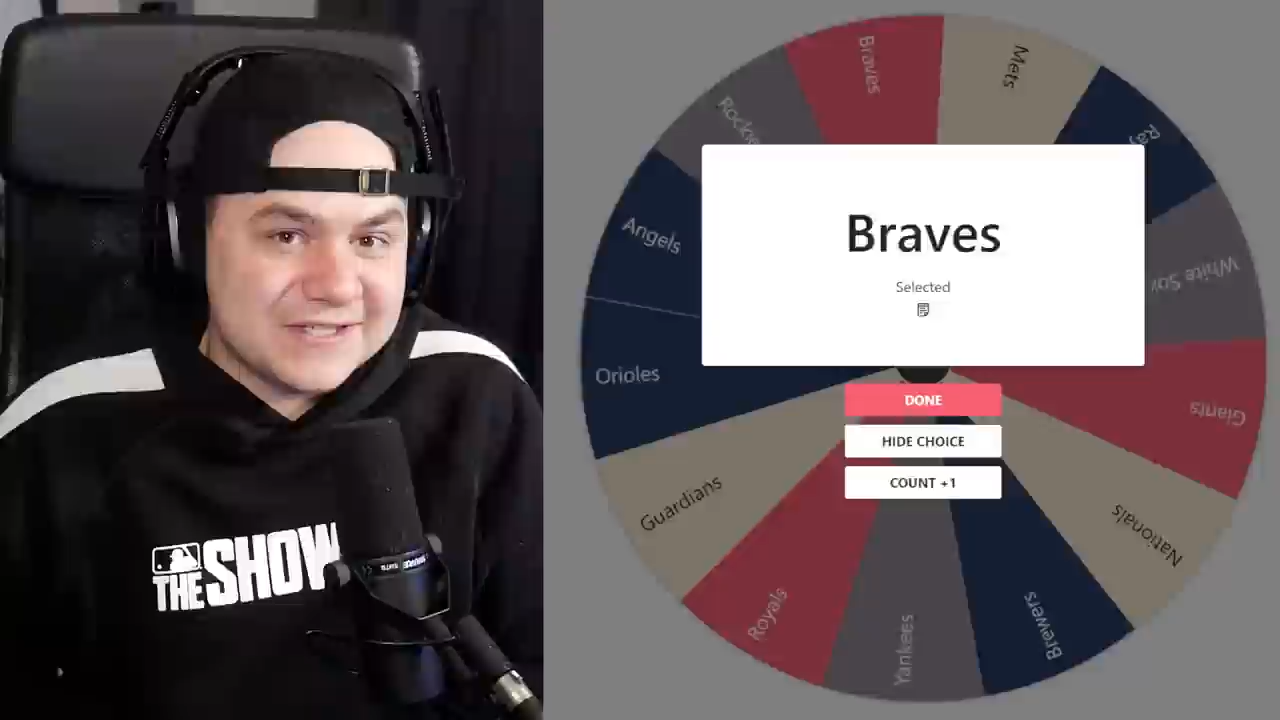 Braves
Mets
Angels
Orioles
Guardians
Royals
Yankees
Brewers
Nationals
Giants
White
Braves
Selected
DONE
HIDE CHOICE
COUNT +1
THE SHOW